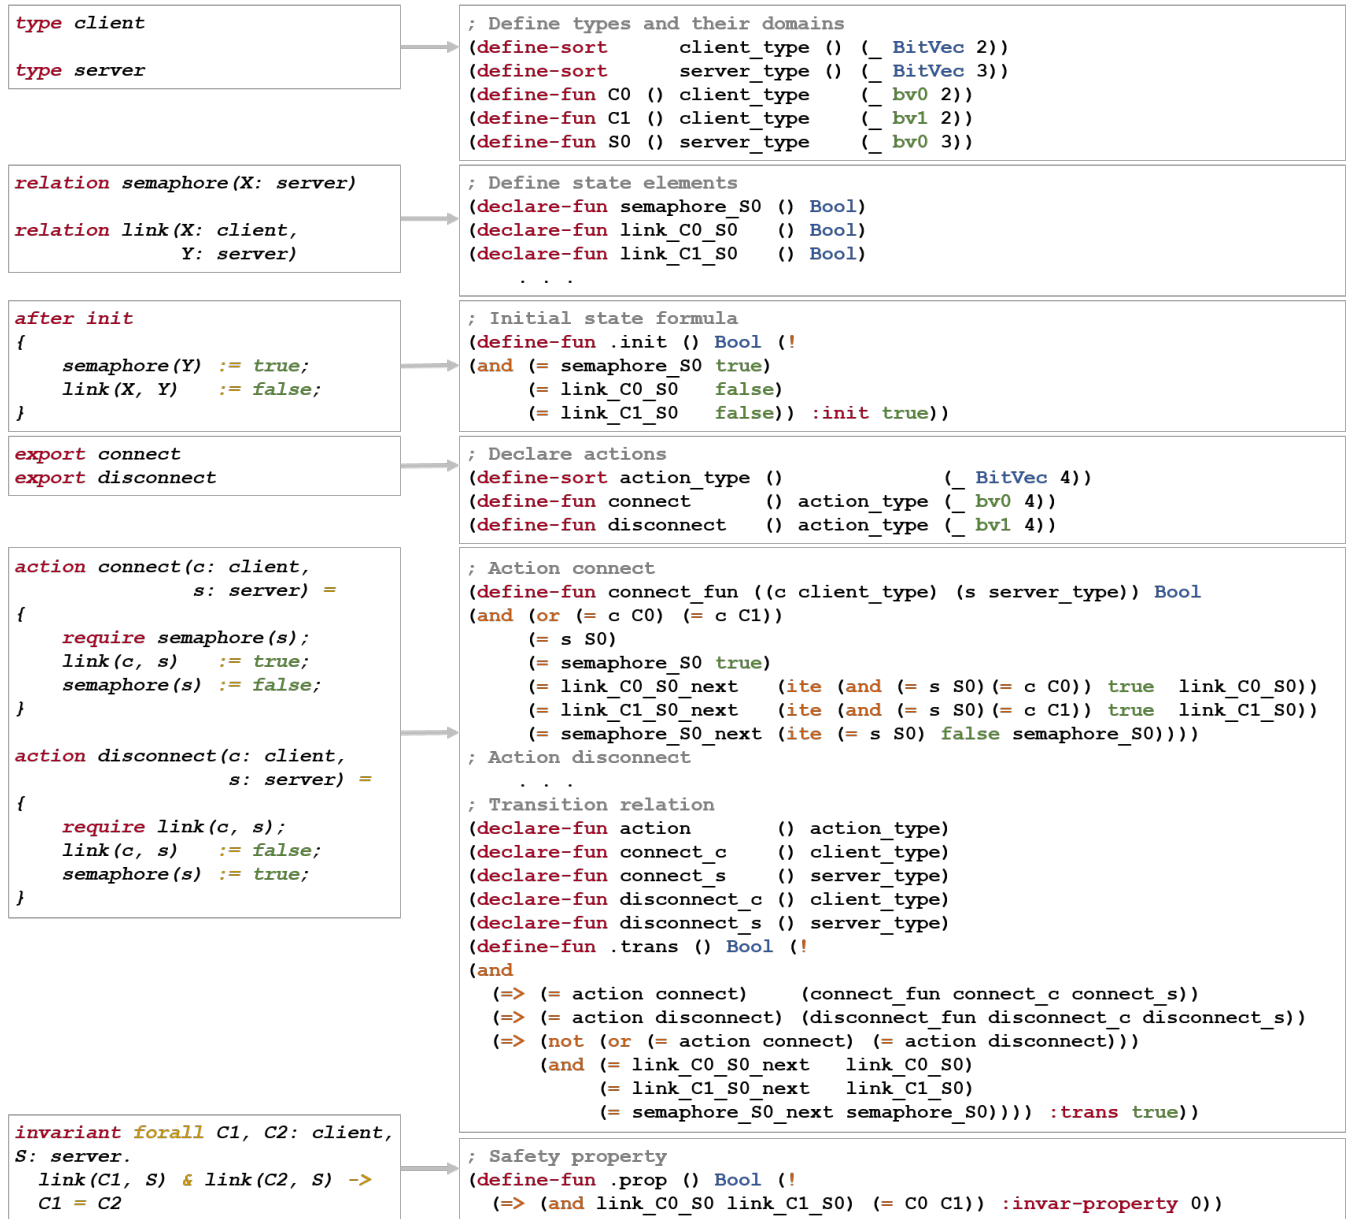 type client
type server
; Define types and their domains
(define-sort      client_type () (_ BitVec 2))
(define-sort      server_type () (_ BitVec 3))
(define-fun C0 () client_type    (_ bv0 2))
(define-fun C1 () client_type    (_ bv1 2))
(define-fun S0 () server_type    (_ bv0 3))
relation semaphore(X: server)
relation link(X: client,
              Y: server)
; Define state elements
(declare-fun semaphore_S0 () Bool)
(declare-fun link_C0_S0   () Bool)
(declare-fun link_C1_S0   () Bool)
    . . .
after init
{
    semaphore(Y) := true;
    link(X, Y)   := false;
}
; Initial state formula
(define-fun .init () Bool (!
(and (= semaphore_S0 true)
     (= link_C0_S0   false)
     (= link_C1_S0   false)) :init true))
export connect
export disconnect
; Declare actions
(define-sort action_type ()             (_ BitVec 4))
(define-fun connect      () action_type (_ bv0 4))
(define-fun disconnect   () action_type (_ bv1 4))
action connect(c: client,
               s: server) =
{
    require semaphore(s);
    link(c, s)   := true;
    semaphore(s) := false;
}
action disconnect(c: client,
                  s: server) =
{
    require link(c, s);
    link(c, s)   := false;
    semaphore(s) := true;
}
; Action connect
(define-fun connect_fun ((c client_type) (s server_type)) Bool
(and (or (= c C0) (= c C1))
     (= s S0)
     (= semaphore_S0 true)
     (= link_C0_S0_next   (ite (and (= s S0)(= c C0)) true  link_C0_S0))
     (= link_C1_S0_next   (ite (and (= s S0)(= c C1)) true  link_C1_S0))
     (= semaphore_S0_next (ite (= s S0) false semaphore_S0))))
; Action disconnect
    . . .
; Transition relation
(declare-fun action       () action_type)
(declare-fun connect_c    () client_type)
(declare-fun connect_s    () server_type)
(declare-fun disconnect_c () client_type)
(declare-fun disconnect_s () server_type)
(define-fun .trans () Bool (!
(and
  (=> (= action connect)    (connect_fun connect_c connect_s))
  (=> (= action disconnect) (disconnect_fun disconnect_c disconnect_s))
  (=> (not (or (= action connect) (= action disconnect)))
      (and (= link_C0_S0_next   link_C0_S0)
           (= link_C1_S0_next   link_C1_S0)
           (= semaphore_S0_next semaphore_S0)))) :trans true))
invariant forall C1, C2: client,
S: server.
  link(C1, S) & link(C2, S) ->
  C1 = C2
; Safety property
(define-fun .prop () Bool (!
  (=> (and link_C0_S0 link_C1_S0) (= C0 C1)) :invar-property 0))